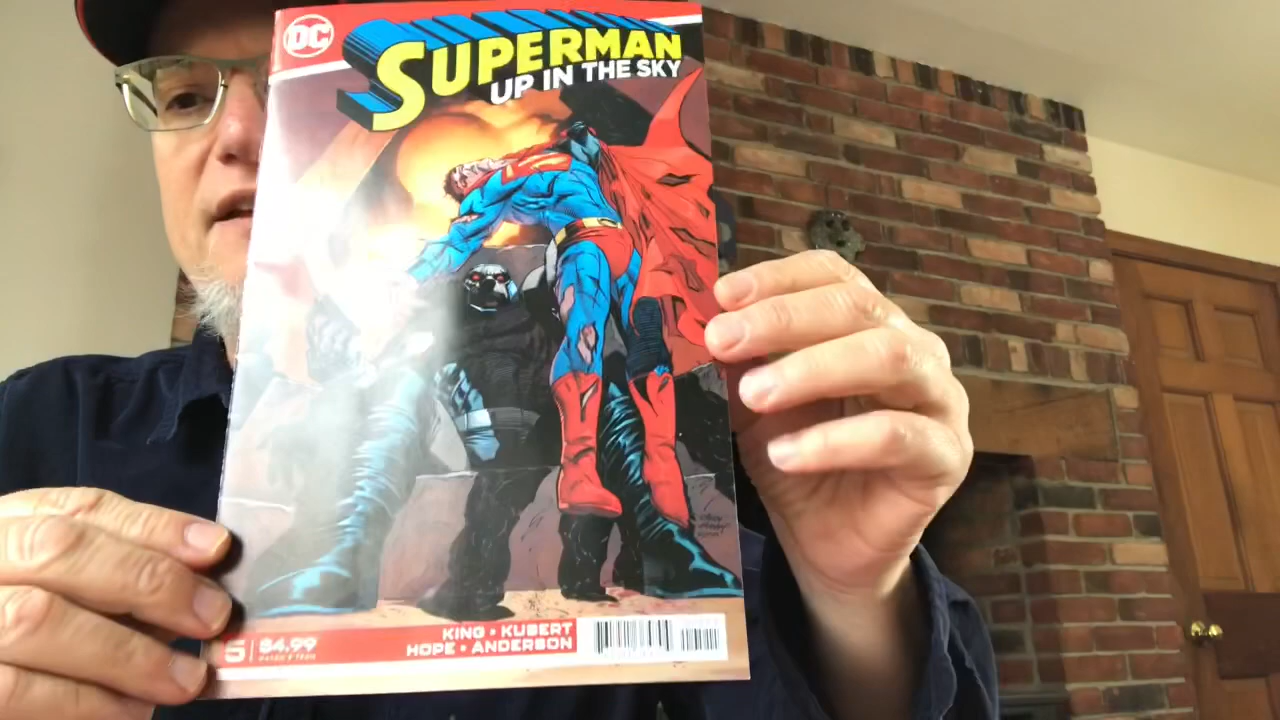 DC
SUPERMAN
UP IN THE SKY
5 $4.99
KING • KUBERT
HOPE • ANDERSON